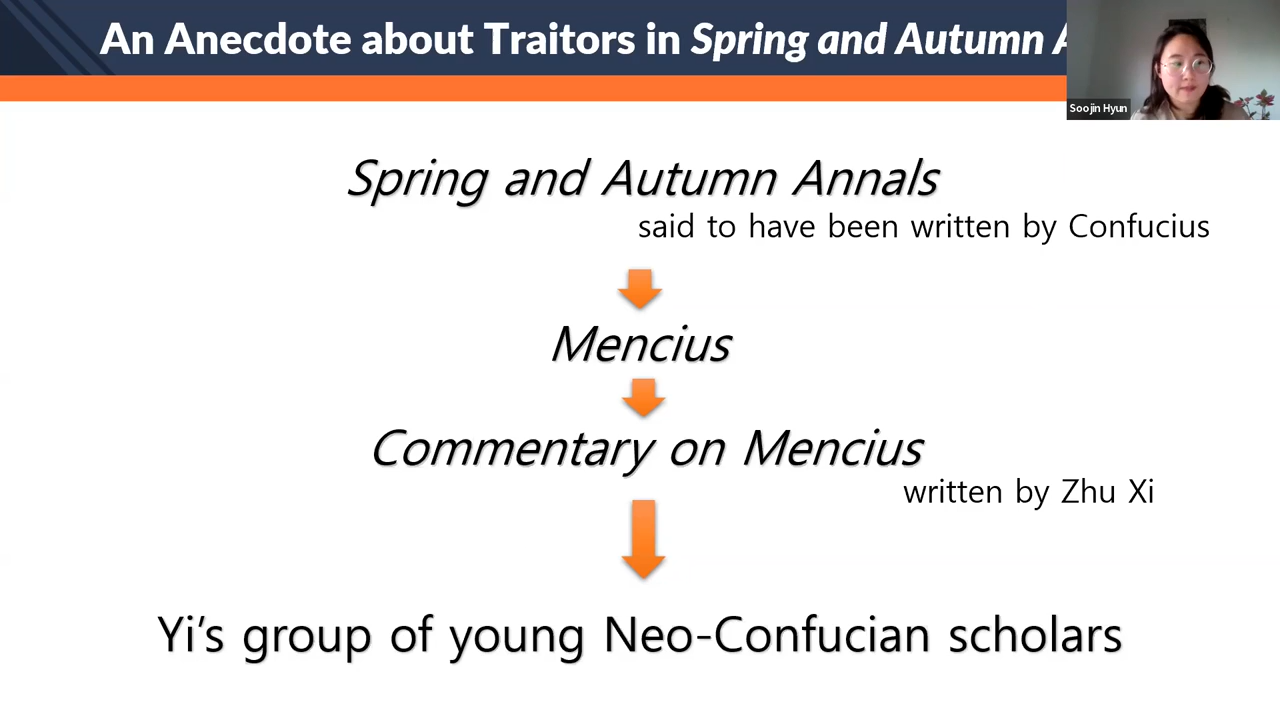 An Anecdote about Traitors in Spring and Autumn
Soojin Hyun
Spring and Autumn Annals
said to have been written by Confucius
Mencius
Commentary on Mencius
written by Zhu Xi
Yi’s group of young Neo-Confucian scholars